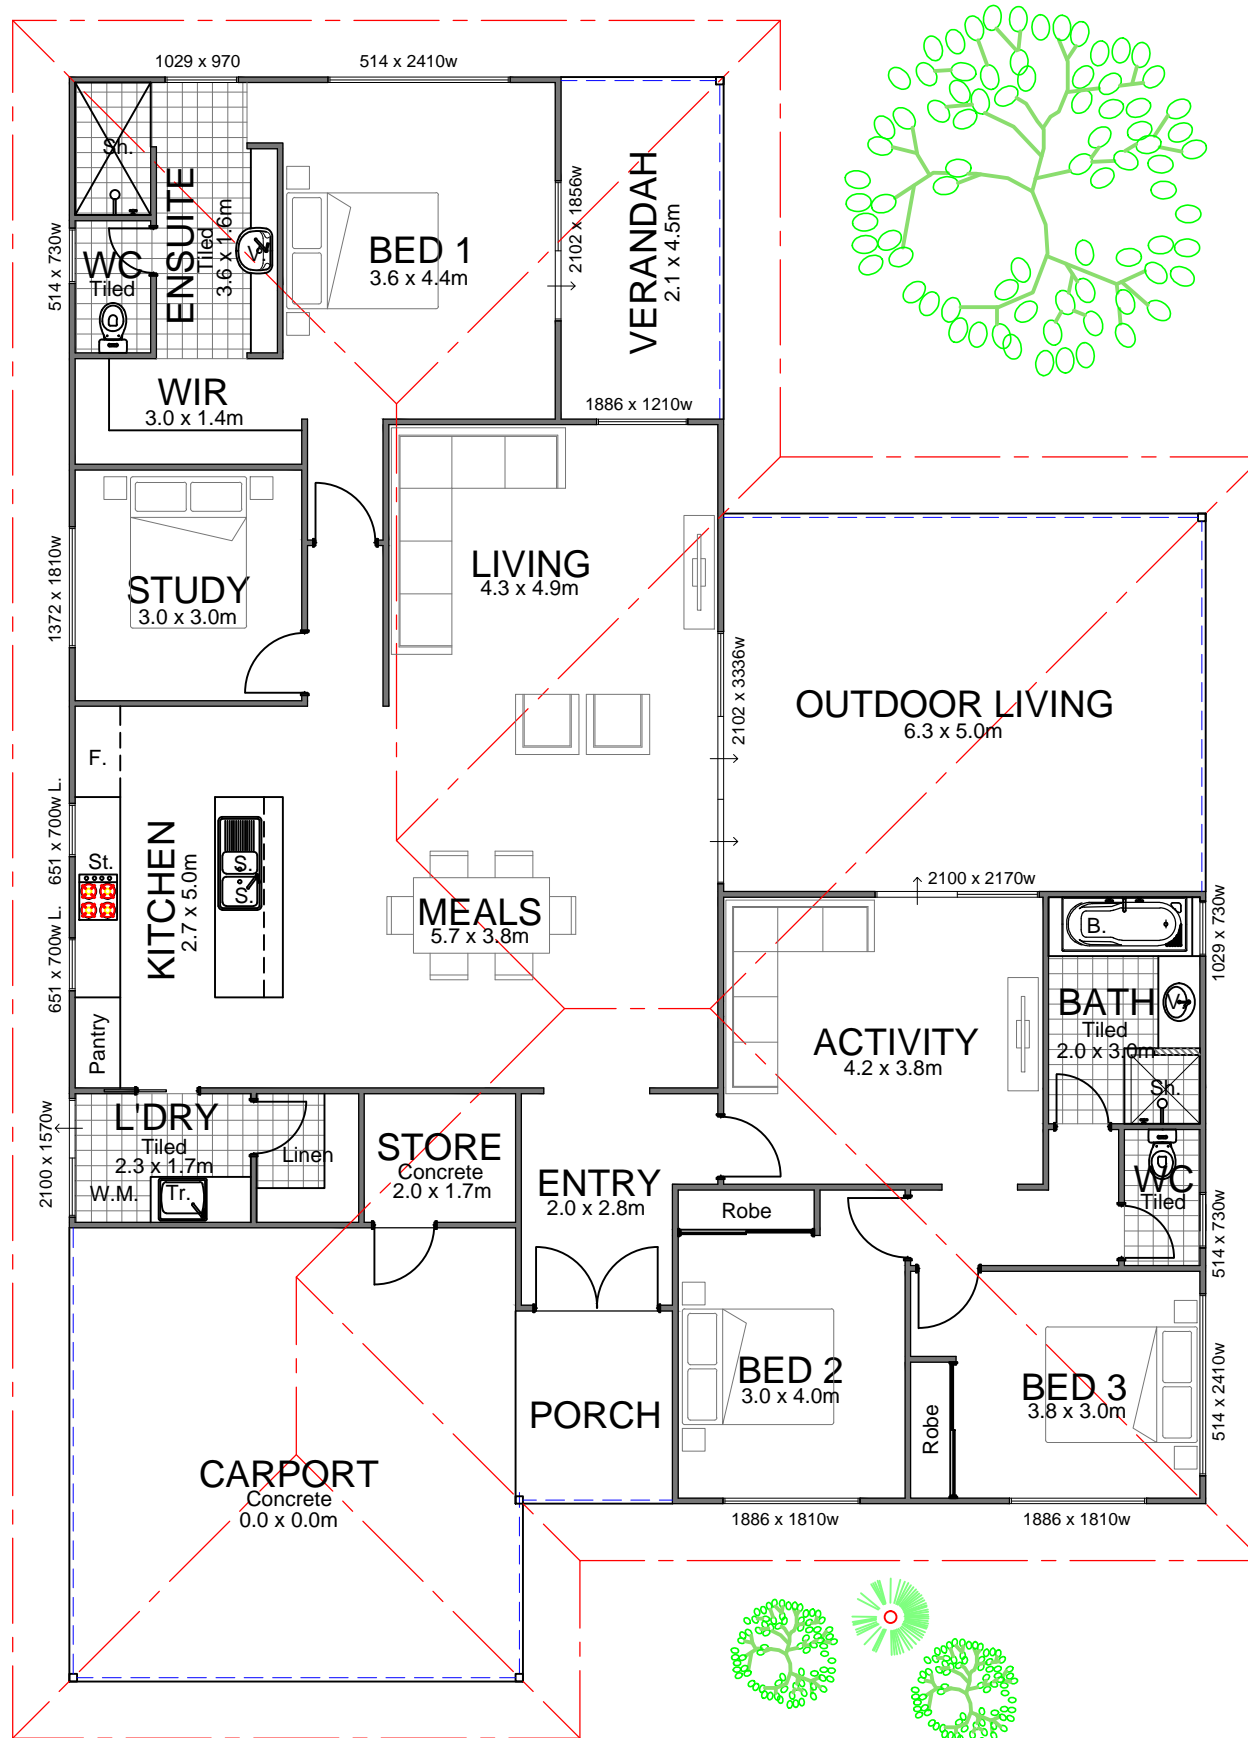 1029 x 970
514 x 2410w
Sh.
514 x 730w
WC
Tiled
ENSUITE
Tiled
3.6 x 1.6m
BED 1
3.6 x 4.4m
2102 x 1856w
VERANDAH
2.1 x 4.5m
WIR
3.0 x 1.4m
1886 x 1210w
1372 x 1810w
STUDY
3.0 x 3.0m
LIVING
4.3 x 4.9m
2102 x 3336w
OUTDOOR LIVING
6.3 x 5.0m
F.
651 x 700w L.
651 x 700w L.
St.
KITCHEN
2.7 x 5.0m
S.
S.
Pantry
MEALS
5.7 x 3.8m
2100 x 2170w
B.
1029 x 730w
BATH
Tiled
2.0 x 3.0m
V.
Sh.
ACTIVITY
4.2 x 3.8m
2100 x 1570w
L'DRY
Tiled
2.3 x 1.7m
W.M.
Tr.
Linen
STORE
Concrete
2.0 x 1.7m
ENTRY
2.0 x 2.8m
WC
Tiled
514 x 730w
Robe
BED 2
3.0 x 4.0m
Robe
BED 3
3.8 x 3.0m
514 x 2410w
PORCH
CARPORT
Concrete
0.0 x 0.0m
1886 x 1810w
1886 x 1810w